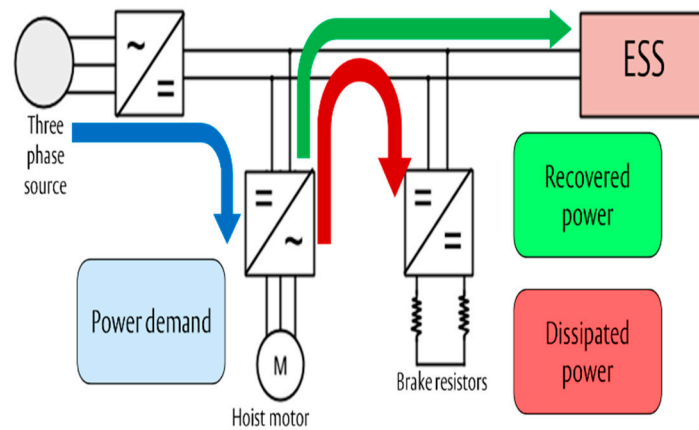 ESS
Three
phase
source
Recovered
power
Power demand
Dissipated
power
M
Brake resistors
Hoist motor